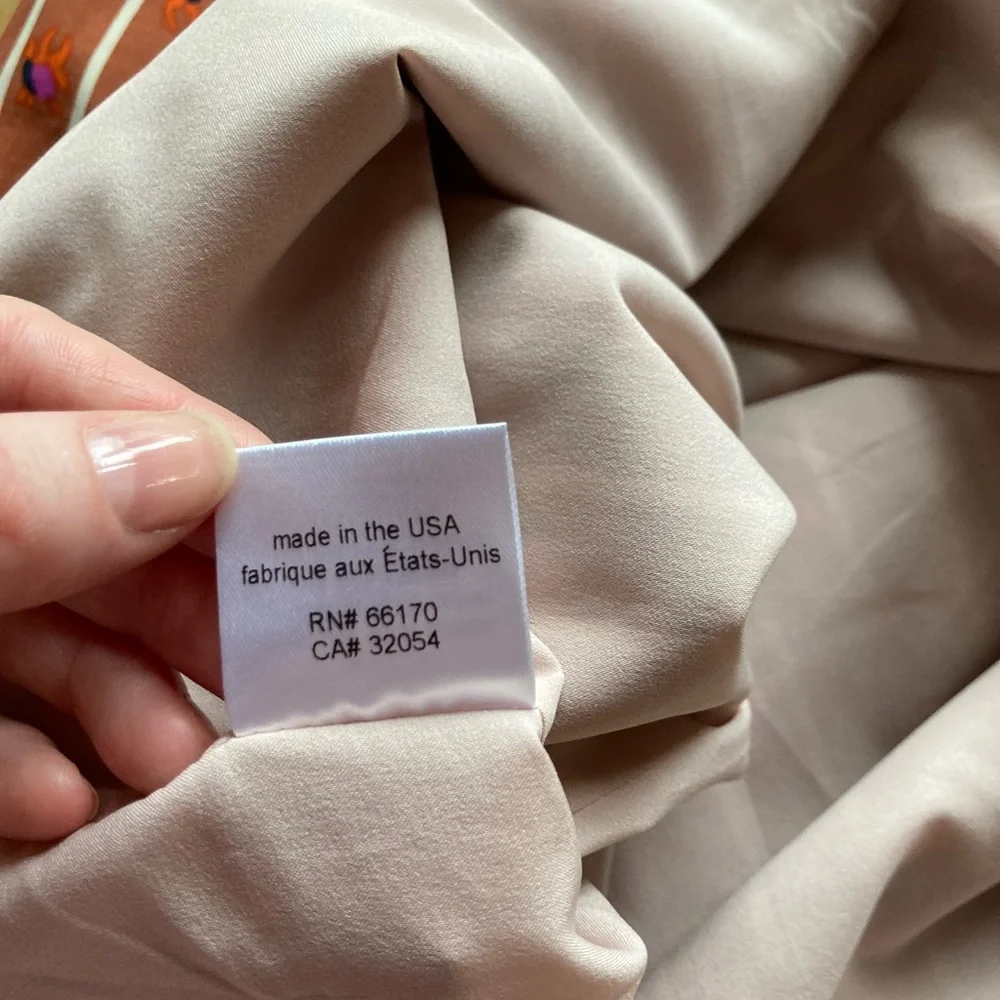 made in the USA
fabrique aux États-Unis
RN# 66170
CA# 32054